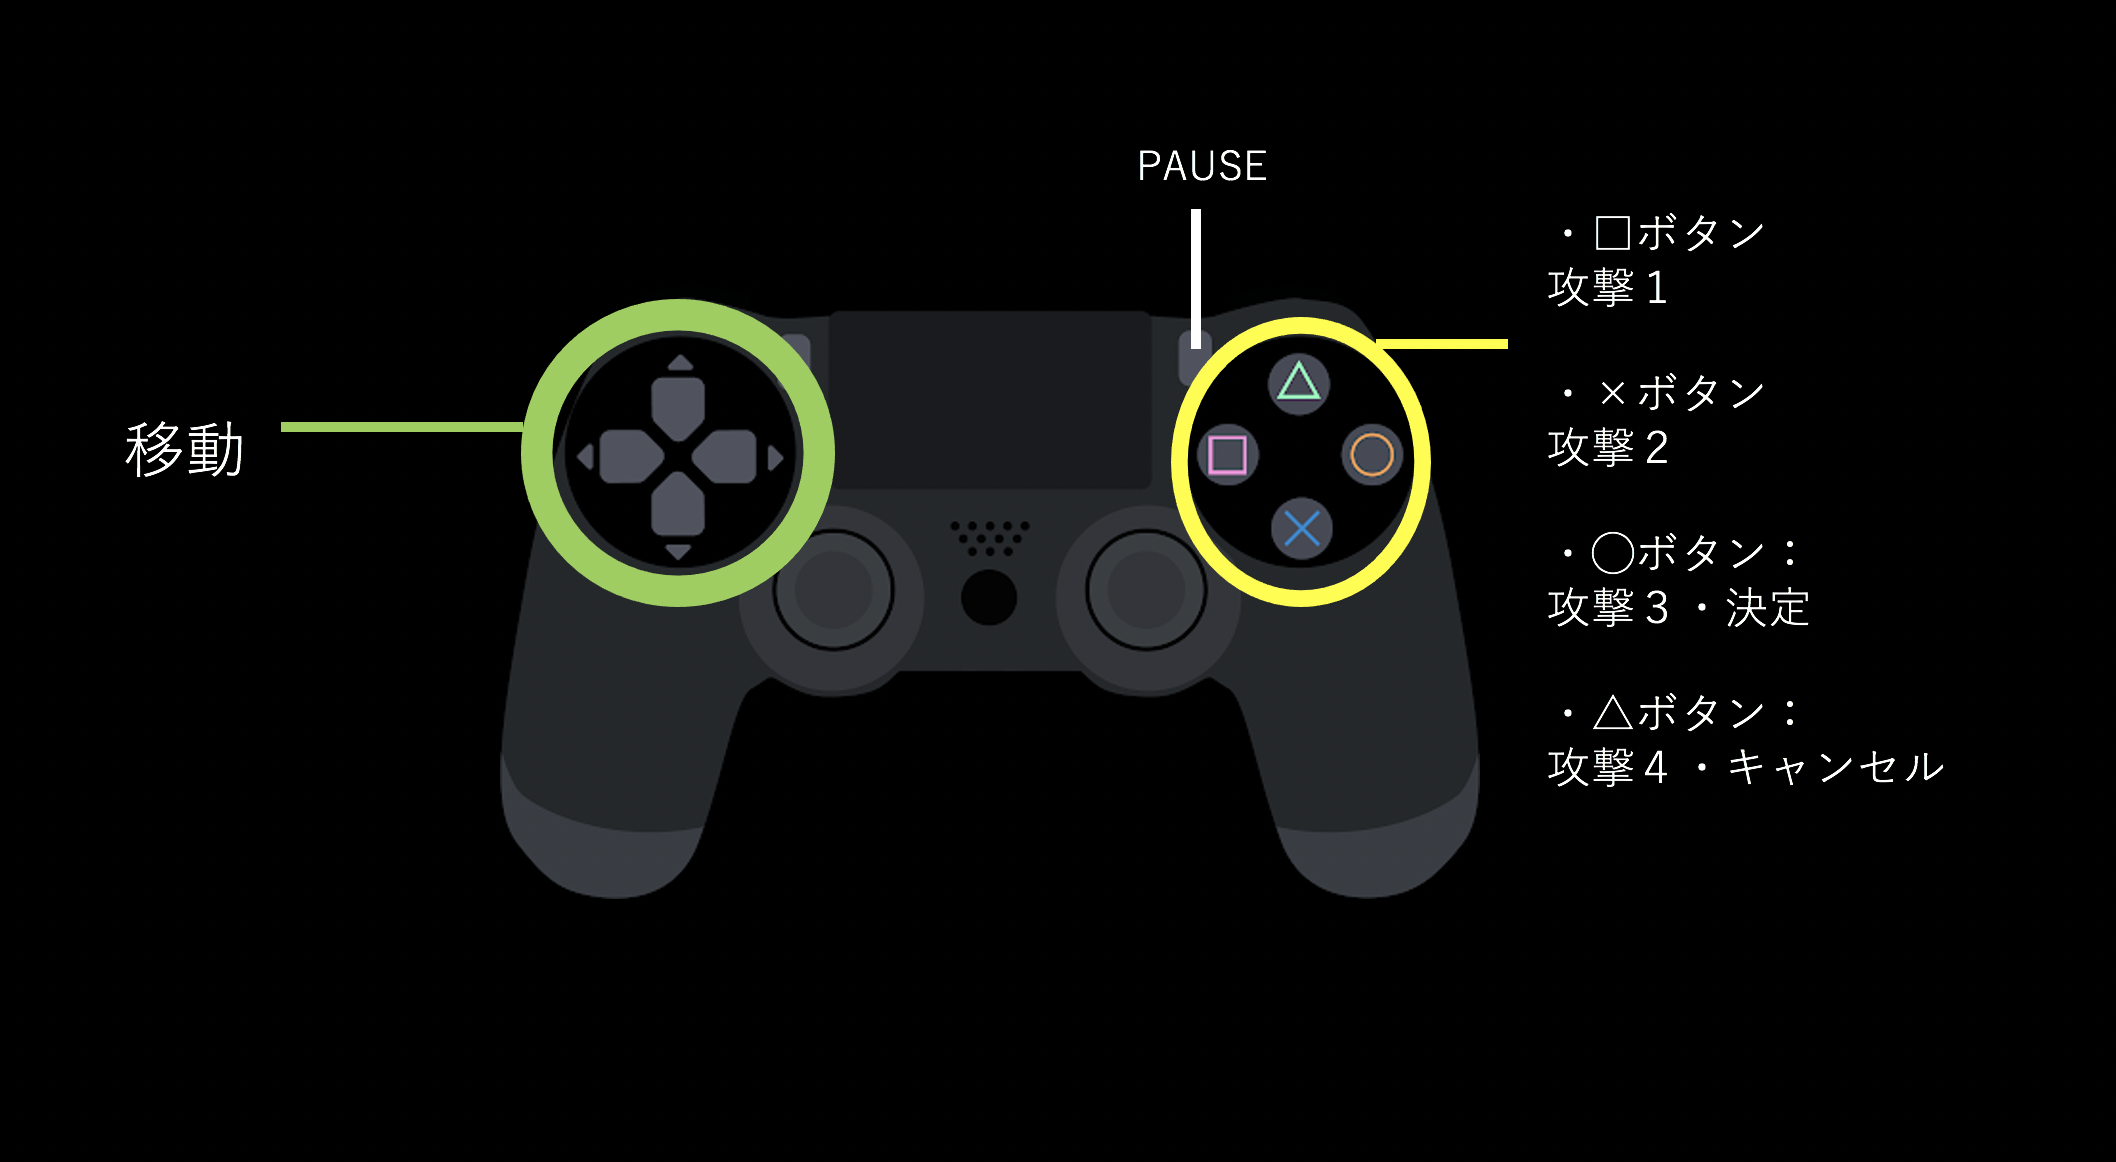 PAUSE
移動
・□ボタン
攻撃1
・×ボタン
攻撃2
・◯ボタン：
攻撃3・決定
・△ボタン：
攻撃4・キャンセル